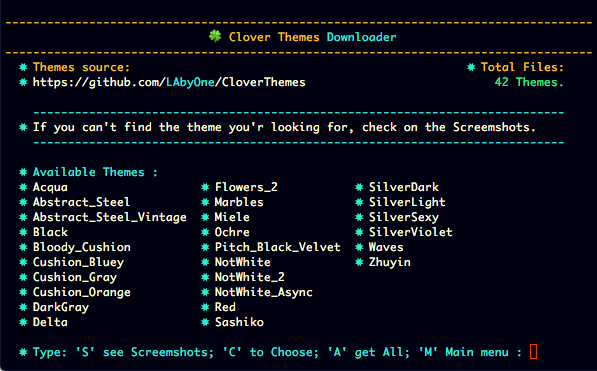 Clover Themes Downloader
✸ Themes source: ✸ Total Files:
✸ https://github.com/LAbyOne/CloverThemes 42 Themes.
✸ If you can't find the theme you'r looking for, check on the Screemshots.
✸ Available Themes :
✸ Acqua ✸ Flowers_2 ✸ SilverDark
✸ Abstract_Steel ✸ Marbles ✸ SilverLight
✸ Abstract_Steel_Vintage ✸ Miele ✸ SilverSexy
✸ Black ✸ Ochre ✸ SilverViolet
✸ Bloody_Cushion ✸ Pitch_Black_Velvet ✸ Waves
✸ Cushion_Bluey ✸ NotWhite ✸ Zhuyin
✸ Cushion_Gray ✸ NotWhite_2
✸ Cushion_Orange ✸ NotWhite_Async
✸ DarkGray ✸ Red
✸ Delta ✸ Sashiko
✸ Type: 'S' see Screenshots; 'C' to Choose; 'A' get All; 'M' Main menu :